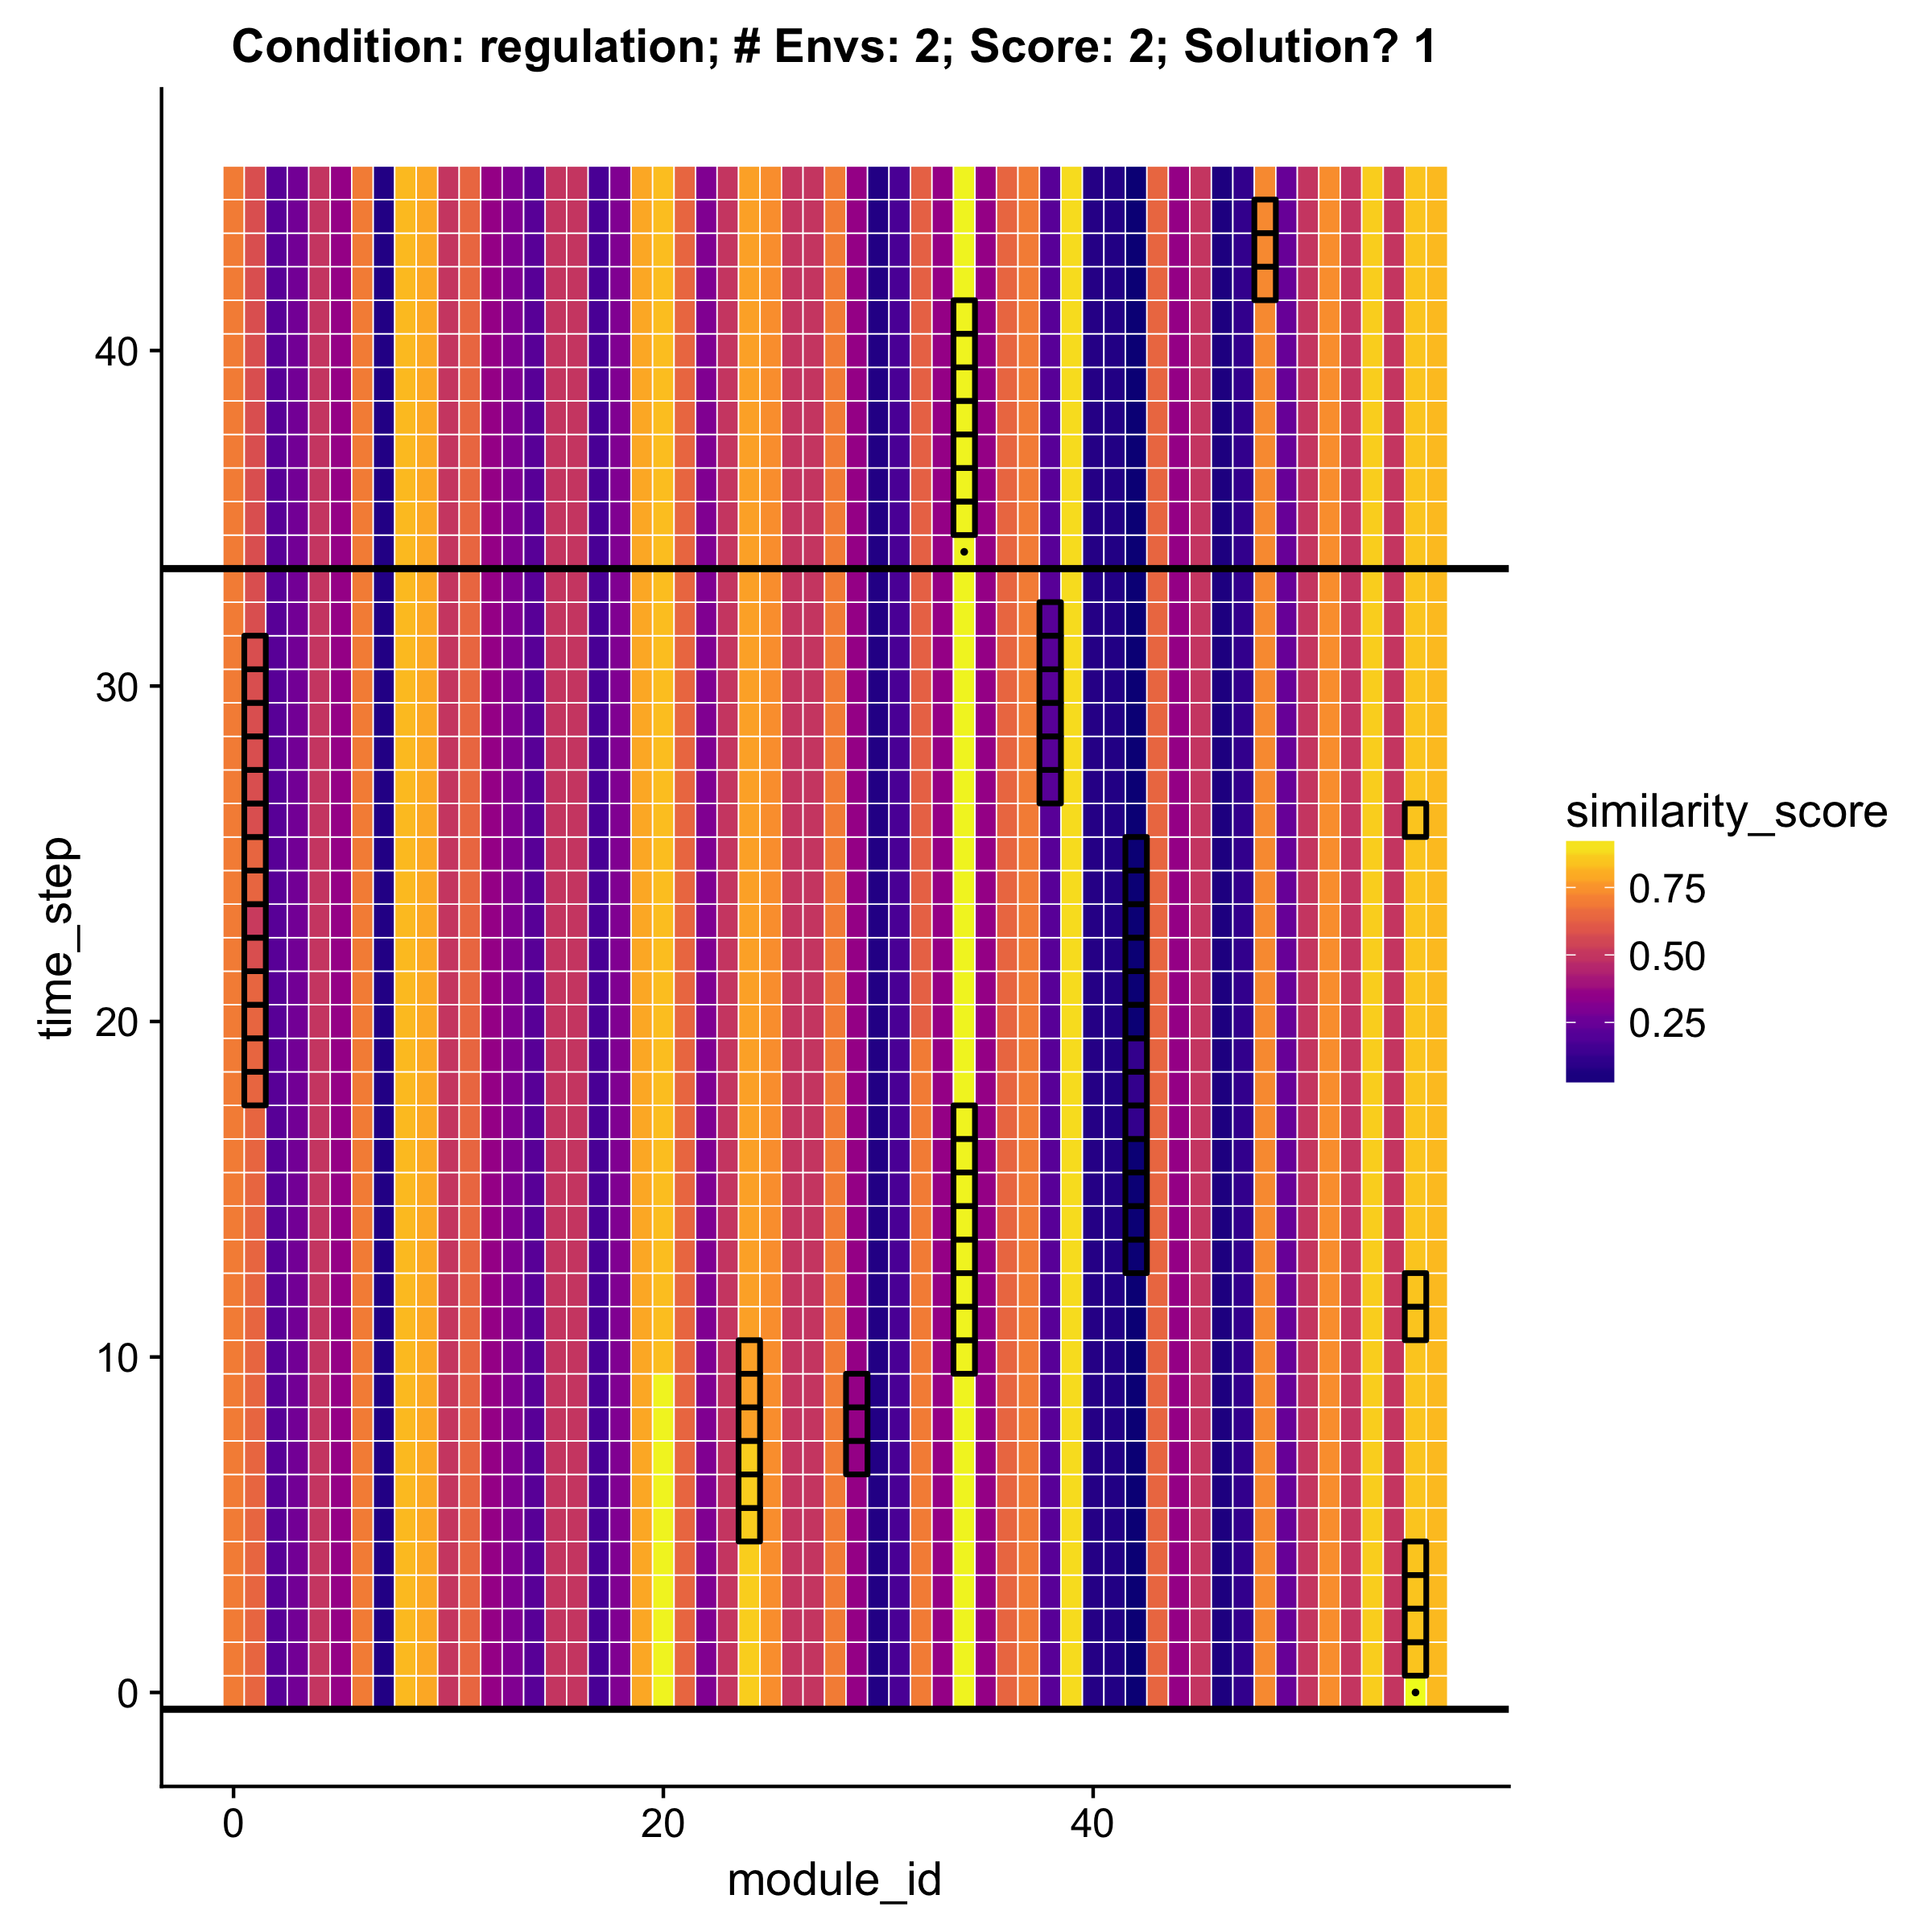 Condition: regulation; # Envs: 2; Score: 2; Solution? 1
time_step
40
30
20
10
0
0
20
40
module_id
similarity_score
0.75
0.50
0.25